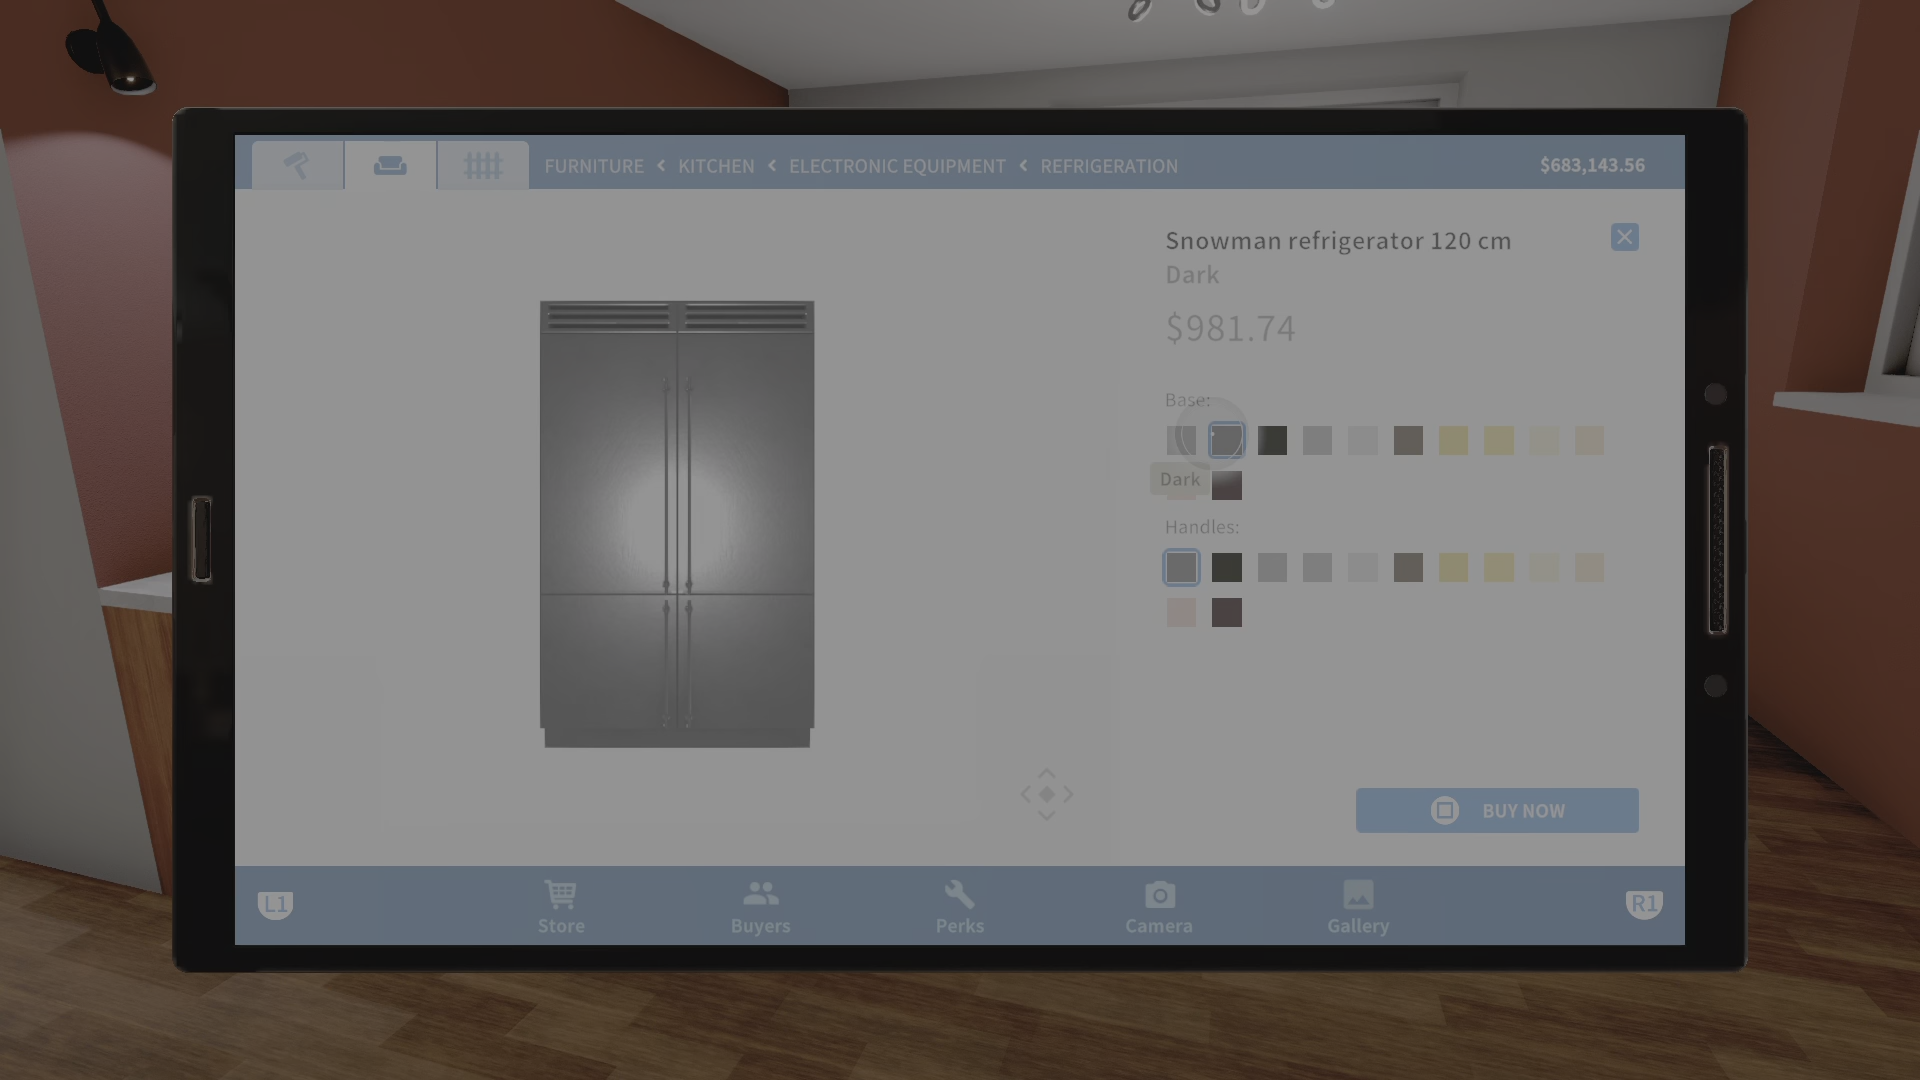 FURNITURE < KITCHEN < ELECTRONIC EQUIPMENT < REFRIGERATION
$683,143.56
Snowman refrigerator 120 cm
Dark
$981.74
Base:
Dark
Handles:
BUY NOW
L1
Store
Buyers
Perks
Camera
Gallery
R1